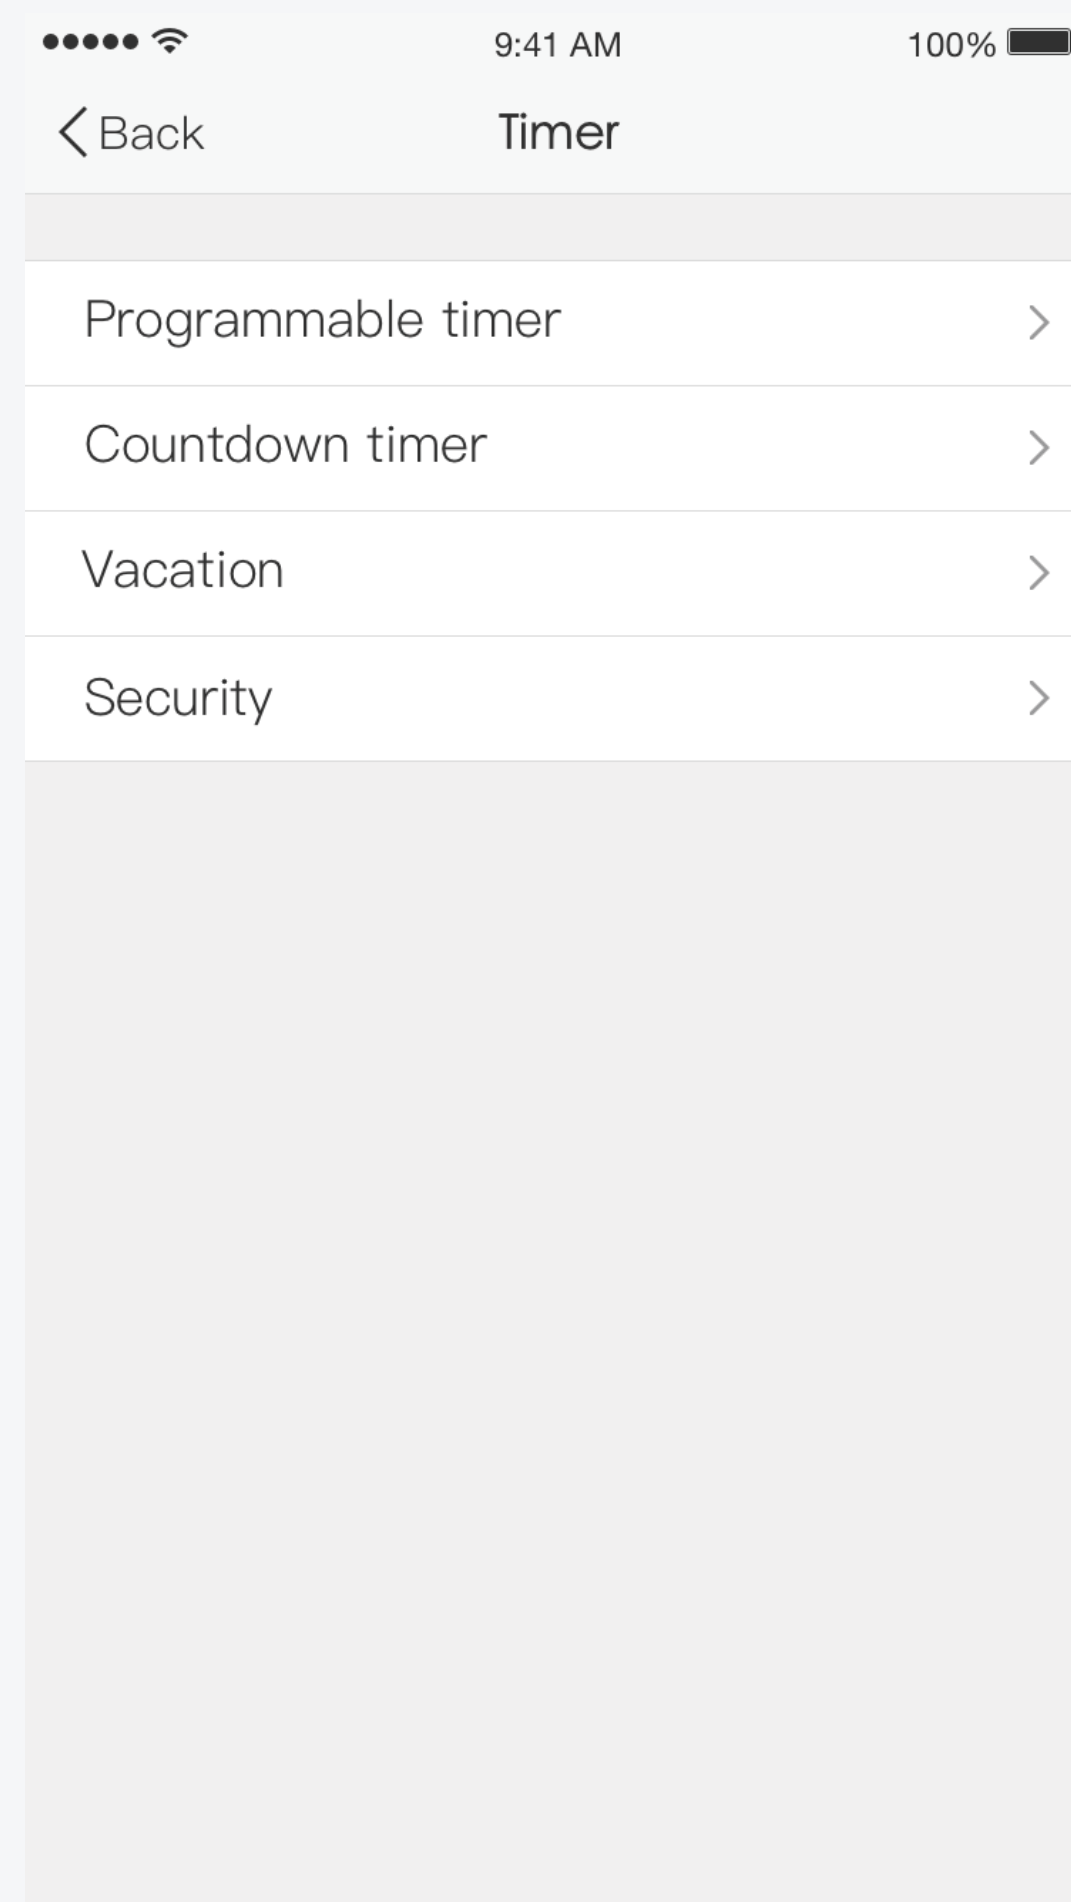 9:41 AM 100%
Back Timer
Programmable timer
Countdown timer
Vacation
Security